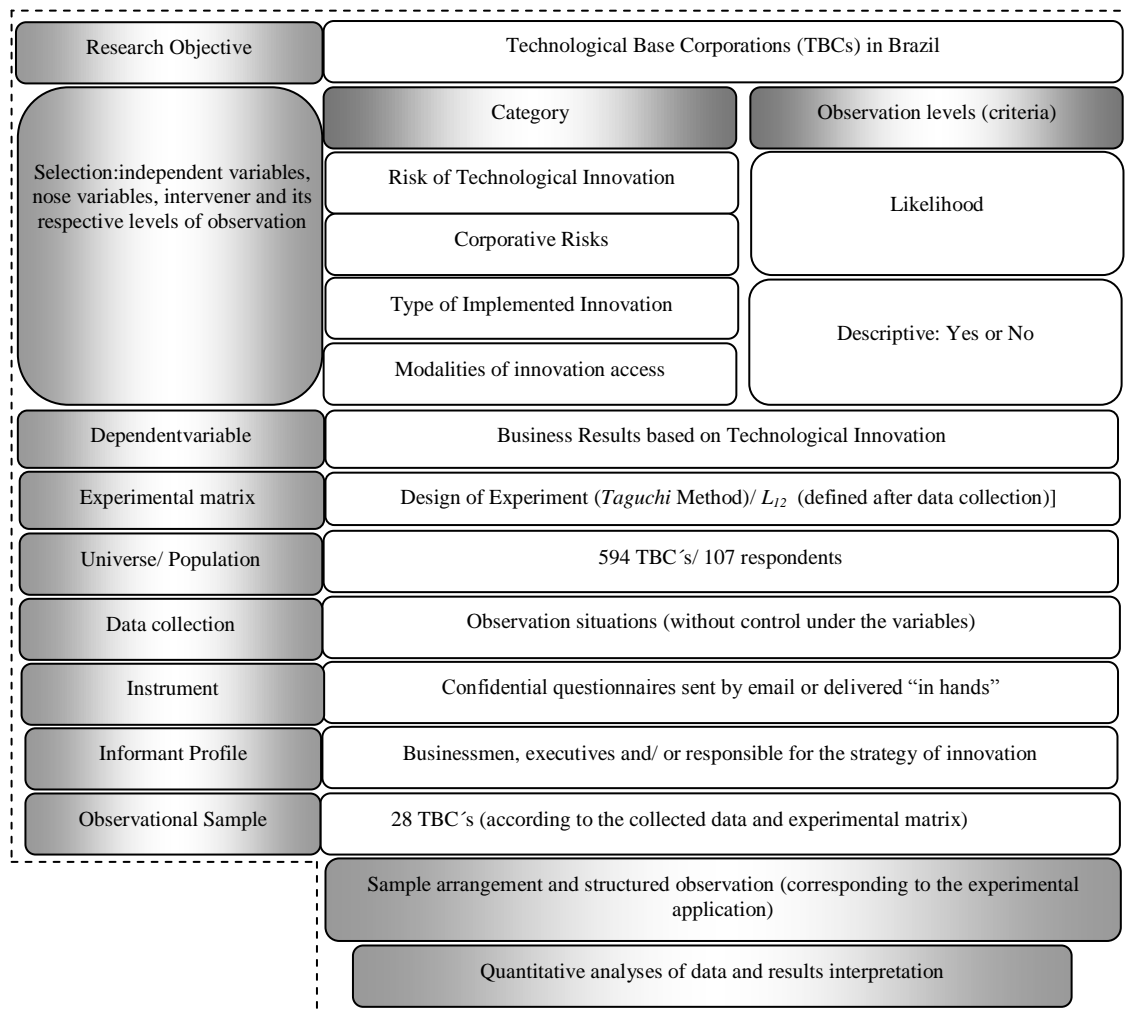 Research Objective
Technological Base Corporations (TBCs) in Brazil
Selection:independent variables,
nose variables, intervener and its
respective levels of observation
Category
Observation levels (criteria)
Risk of Technological Innovation
Corporative Risks
Likelihood
Type of Implemented Innovation
Modalities of innovation access
Descriptive: Yes or No
Dependentvariable
Business Results based on Technological Innovation
Experimental matrix
Design of Experiment (Taguchi Method)/ L12 (defined after data collection)]
Universe/ Population
594 TBC´s/ 107 respondents
Data collection
Observation situations (without control under the variables)
Instrument
Confidential questionnaires sent by email or delivered “in hands”
Informant Profile
Businessmen, executives and/ or responsible for the strategy of innovation
Observational Sample
28 TBC´s (according to the collected data and experimental matrix)
Sample arrangement and structured observation (corresponding to the experimental
application)
Quantitative analyses of data and results interpretation